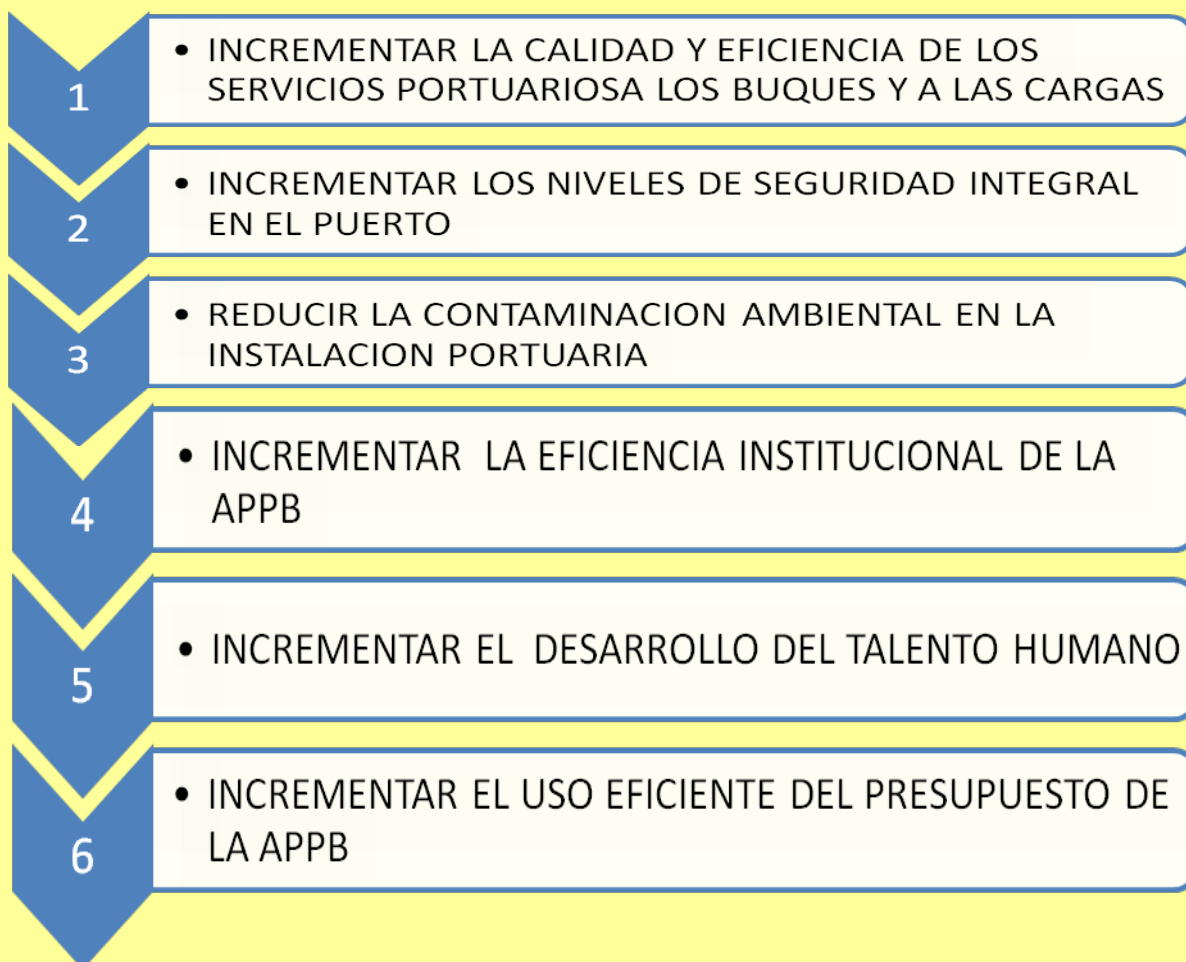 1
• INCREMENTAR LA CALIDAD Y EFICIENCIA DE LOS
SERVICIOS PORTUARIOSA LOS BUQUES Y A LAS CARGAS
2
• INCREMENTAR LOS NIVELES DE SEGURIDAD INTEGRAL
EN EL PUERTO
3
• REDUCIR LA CONTAMINACION AMBIENTAL EN LA
INSTALACION PORTUARIA
4
• INCREMENTAR LA EFICIENCIA INSTITUCIONAL DE LA
APPB
5
• INCREMENTAR EL DESARROLLO DEL TALENTO HUMANO
6
• INCREMENTAR EL USO EFICIENTE DEL PRESUPUESTO DE
LA APPB